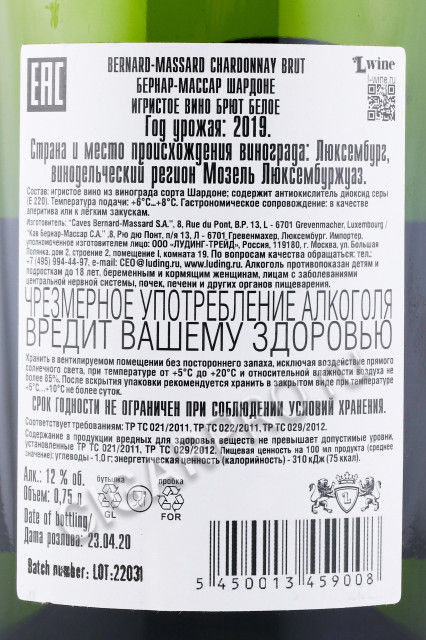 EAC
BERNARD-MASSARD CHARDONNAY BRUT
БЕРНАР-МАССАР ШАРДОНЕ
ИГРИСТОЕ ВИНО БРЮТ БЕЛОЕ
Lwine
l-wine.ru
Год урожая: 2019.
Страна и место происхождения винограда: Люксембург,
винодельческий регион Мозель Люксембуржуаз.
Состав: игристое вино из винограда сорта Шардоне; содержит антиокислитель диоксид серы
(Е 220). Температура подачи: +6°С...+8°С. Гастрономическое сопровождение: в качестве
аперитива или к лёгким закускам.
Изготовитель: "Caves Bernard-Massard S.A.", 8, Rue du Pont, B.P. 13, L - 6701 Grevenmacher, Luxembourg /
"Кав Бернар-Массар С.А." 8, Рю дю Понт, п/я 13, Л - 6701, Гревенмахер, Люксембург. Импортер,
уполномоченное изготовителем лицо: ООО «ЛУДИНГ-ТРЕЙД», Россия, 119180, г. Москва, ул. Большая
Полянка, дом 2, строение 2, помещение I, комната 19. По вопросам качества обращаться: тел.:
+7(495) 994-44-97, e-mail: CEO@luding.ru, www.luding.ru. Алкоголь противопоказан детям и
подросткам до 18 лет, беременным и кормящим женщинам, лицам с заболеваниями
центральной нервной системы, почек, печени и других органов пищеварения.
ЧРЕЗМЕРНОЕ УПОТРЕБЛЕНИЕ АЛКОГОЛЯ
ВРЕДИТ ВАШЕМУ ЗДОРОВЬЮ
Хранить в вентилируемом помещении без постороннего запаха, исключая воздействие прямого
солнечного света, при температуре от +5°С до +20°С и относительной влажности воздуха не
более 85%. После вскрытия упаковки рекомендуется хранить в закрытом виде при температуре
+5°С...+10°С не более суток.
СРОК ГОДНОСТИ НЕ ОГРАНИЧЕН ПРИ СОБЛЮДЕНИИ УСЛОВИЙ ХРАНЕНИЯ.
Соответствует требованиям: ТР ТС 021/2011, ТР ТС 022/2011, ТР ТС 029/2012.
Содержание в продукции вредных для здоровья веществ не превышает допустимые уровни,
установленные ТР ТС 021/2011, ТР ТС 029/2012. Пищевая ценность на 100 мл продукта (средние
значения): углеводы - 1,0 г; энергетическая ценность (калорийность) - 310 кДж (75 ккал).
Алк.: 12 % об.
Объем: 0,75 л
бутылка
GL
пробка
FOR
Date of bottling/
Дата розлива: 23.04.20
Batch number: LOT:22031
5 450013 459008